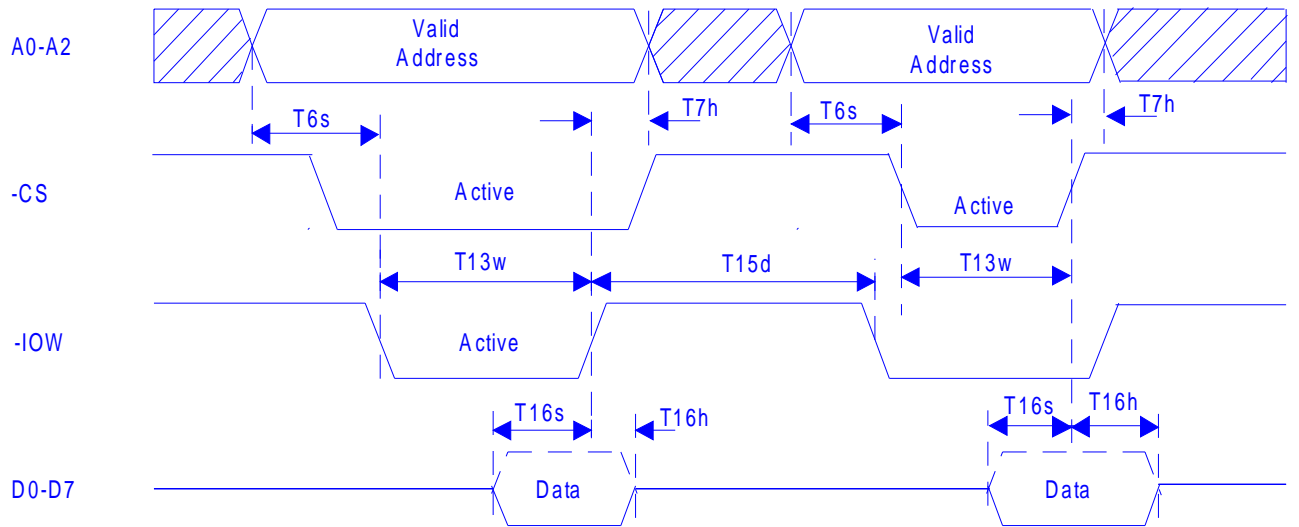 A0-A2
Valid
Address
Valid
Address
T6s
T7h
T6s
T7h
-CS
Active
Active
T13w
T15d
T13w
-IOW
Active
T16s
T16h
T16s
T16h
D0-D7
Data
Data